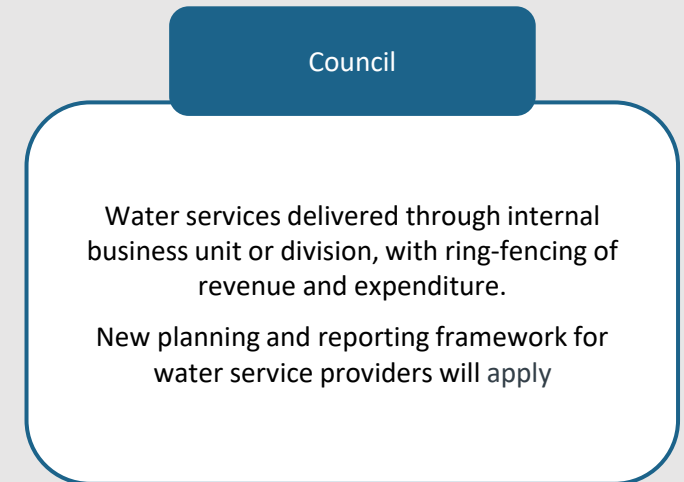 Council
Water services delivered through internal
business unit or division, with ring-fencing of
revenue and expenditure.
New planning and reporting framework for
water service providers will apply